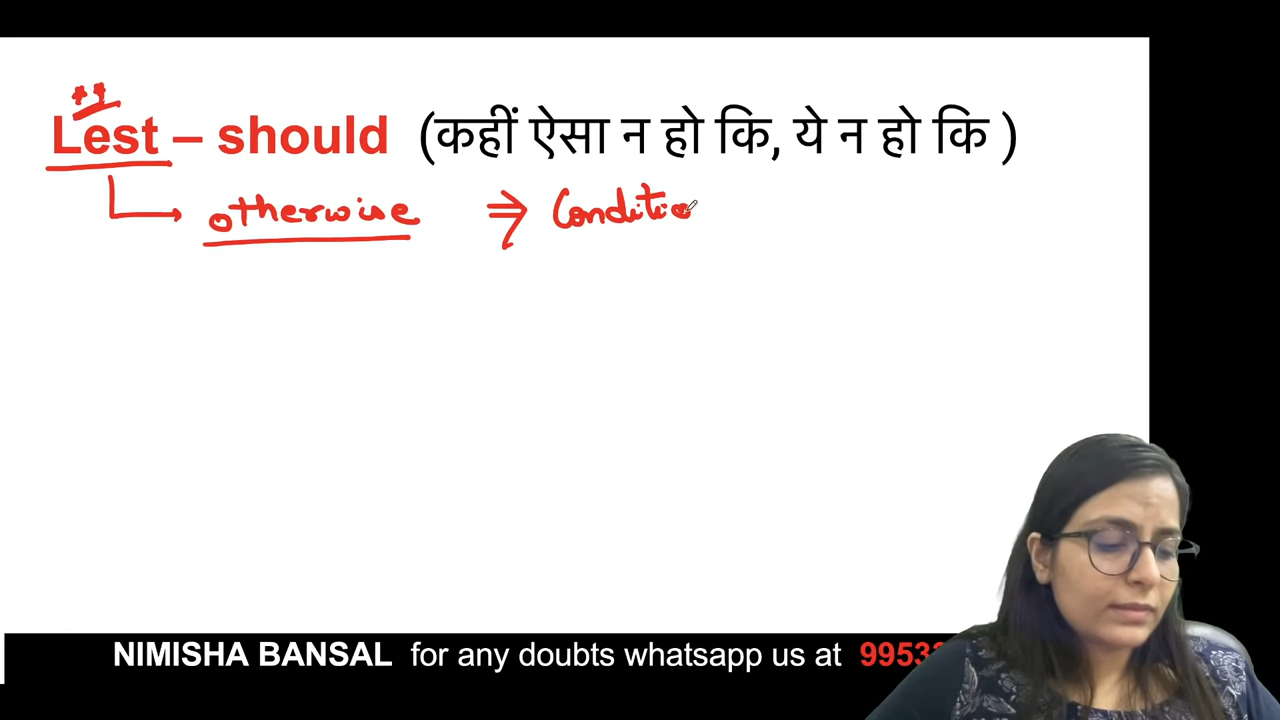 Lest – should (कहीं ऐसा न हो कि, ये न हो कि )
otherwise ⇒ Conditio
NIMISHA BANSAL for any doubts whatsapp us at 9953